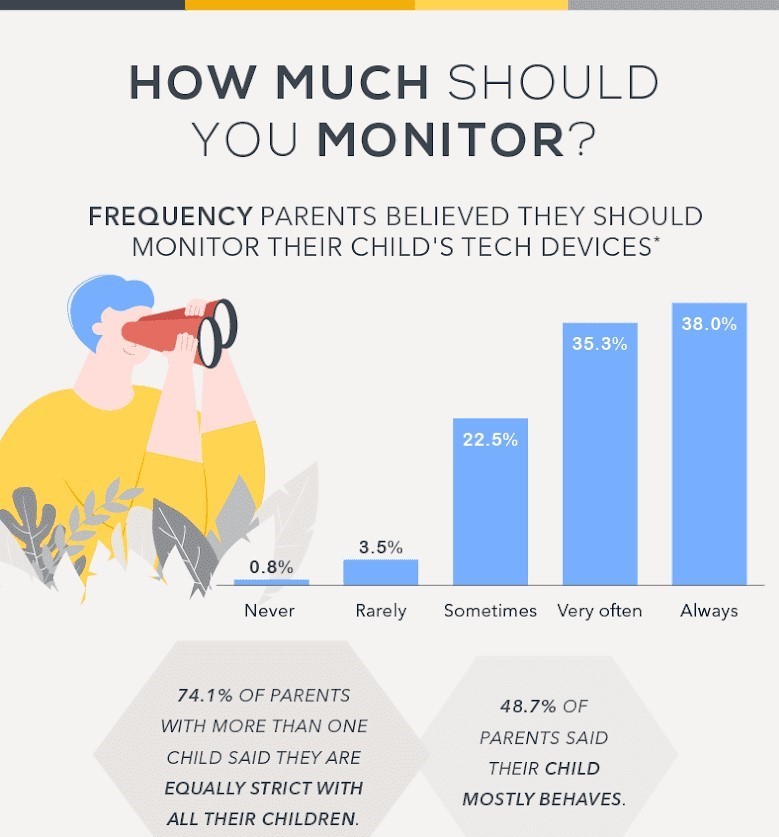 HOW MUCH SHOULD
YOU MONITOR?
FREQUENCY PARENTS BELIEVED THEY SHOULD
MONITOR THEIR CHILD'S TECH DEVICES*
38.0%
35.3%
22.5%
3.5%
0.8%
Never Rarely Sometimes Very often Always
74.1% OF PARENTS
WITH MORE THAN ONE
CHILD SAID THEY ARE
EQUALLY STRICT WITH
ALL THEIR CHILDREN.
48.7% OF
PARENTS SAID
THEIR CHILD
MOSTLY BEHAVES.